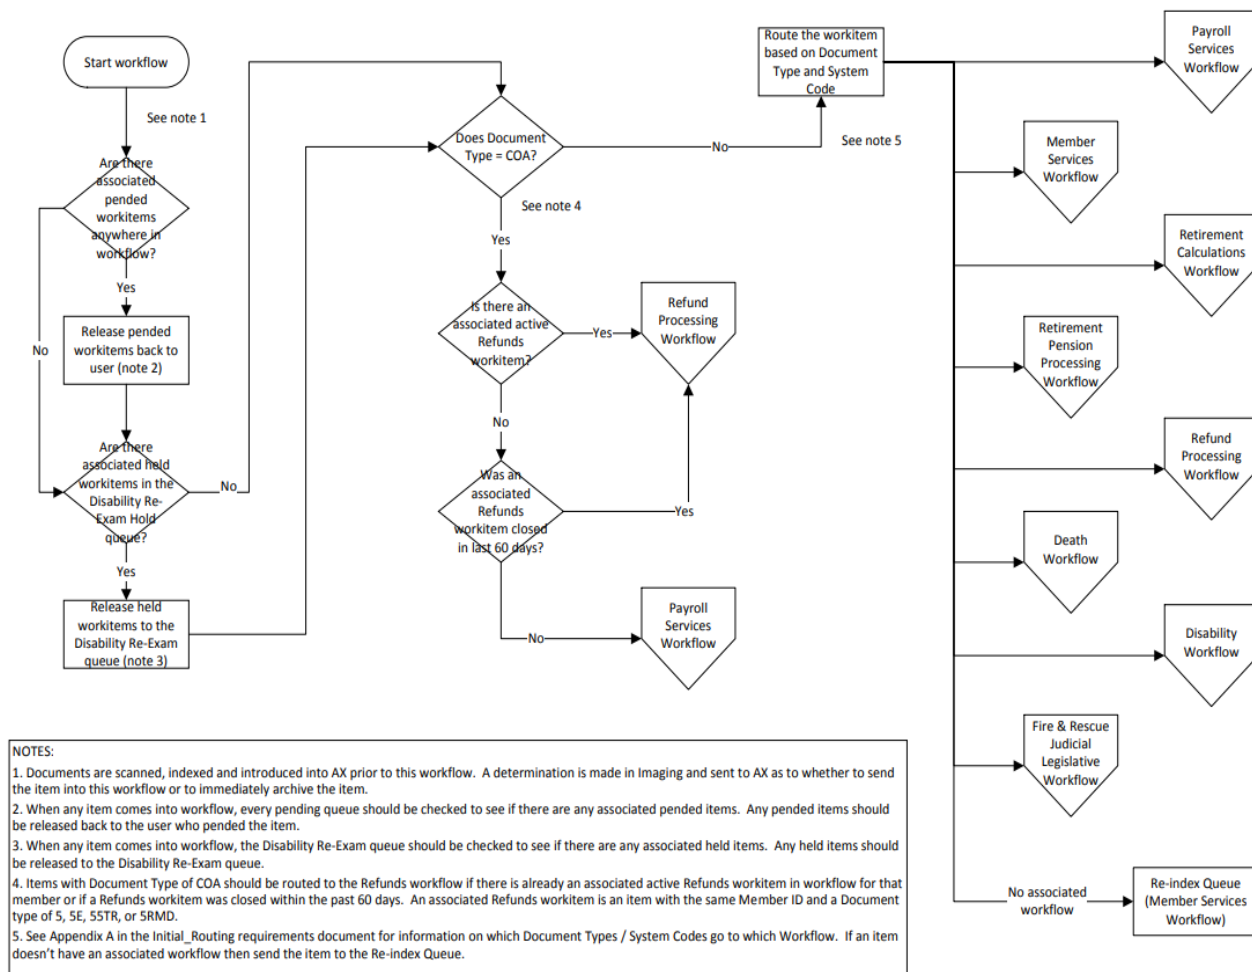 Start workflow
See note 1
Are there
associated
pended
workitems
anywhere in
workflow?
Yes
No
Release pended
workitems back to
user (note 2)
Are there
associated held
workitems in the
Disability Re-
Exam Hold
queue?
No
Yes
Release held
workitems to the
Disability Re-Exam
queue (note 3)
Does Document
Type = COA?
No
See note 4
Yes
Is there an
associated active
Refunds
workitem?
Yes
Refund
Processing
Workflow
No
Was an
associated
Refunds
workitem closed
in last 60 days?
Yes
No
Payroll
Services
Workflow
Route the workitem
based on Document
Type and System
Code
See note 5
Payroll
Services
Workflow
Member
Services
Workflow
Retirement
Calculations
Workflow
Retirement
Pension
Processing
Workflow
Refund
Processing
Workflow
Death
Workflow
Disability
Workflow
Fire & Rescue
Judicial
Legislative
Workflow
No associated
workflow
Re-index Queue
(Member Services
Workflow)
NOTES:
1. Documents are scanned, indexed and introduced into AX prior to this workflow. A determination is made in Imaging and sent to AX as to whether to send
the item into this workflow or to immediately archive the item.
2. When any item comes into workflow, every pending queue should be checked to see if there are any associated pended items. Any pended items should
be released back to the user who pended the item.
3. When any item comes into workflow, the Disability Re-Exam queue should be checked to see if there are any associated held items. Any held items should
be released to the Disability Re-Exam queue.
4. Items with Document Type of COA should be routed to the Refunds workflow if there is already an associated active Refunds workitem in workflow for that
member or if a Refunds workitem was closed within the past 60 days. An associated Refunds workitem is an item with the same Member ID and a Document
type of 5, 5E, 55TR, or 5RMD.
5. See Appendix A in the Initial_Routing requirements document for information on which Document Types / System Codes go to which Workflow. If an item
doesn't have an associated workflow then send the item to the Re-index Queue.